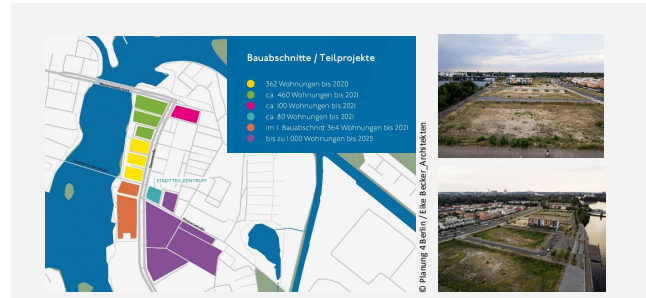 Bauabschnitte / Teilprojekte
362 Wohnungen bis 2020
ca. 460 Wohnungen bis 2021
ca. 100 Wohnungen bis 2021
ca. 80 Wohnungen bis 2021
im 1. Bauabschnitt 364 Wohnungen bis 2021
bis zu 1.000 Wohnungen bis 2025
STADTTEILZENTRUM
© Planung 4 Berlin / Eike Becker_Architekten